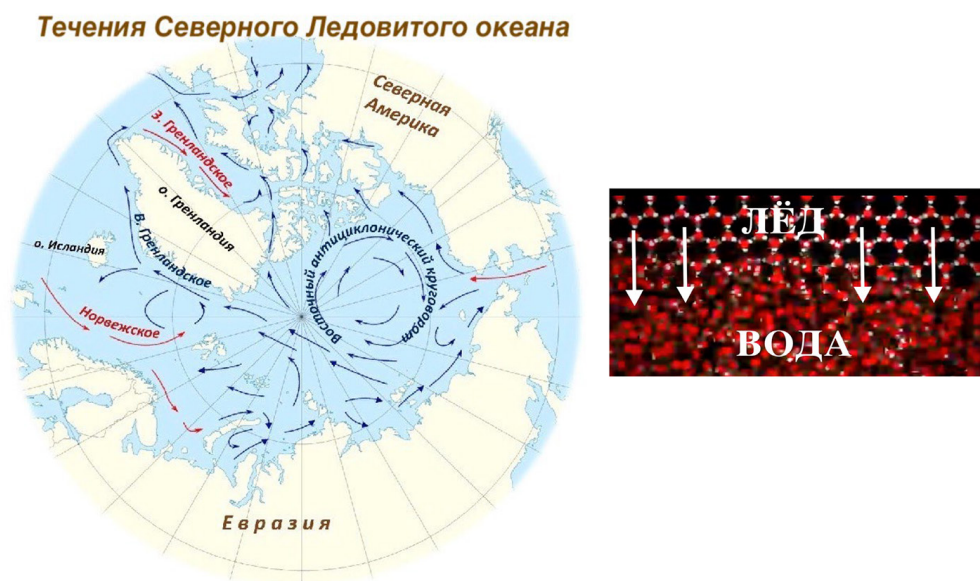 Течения Северного Ледовитого океана
Северная
Америка
З. Гренландское
о. Гренландия
В. Гренландское
о. Исландия
Норвежское
Восточный антициклонический круговорот
Евразия
ЛЁД
ВОДА